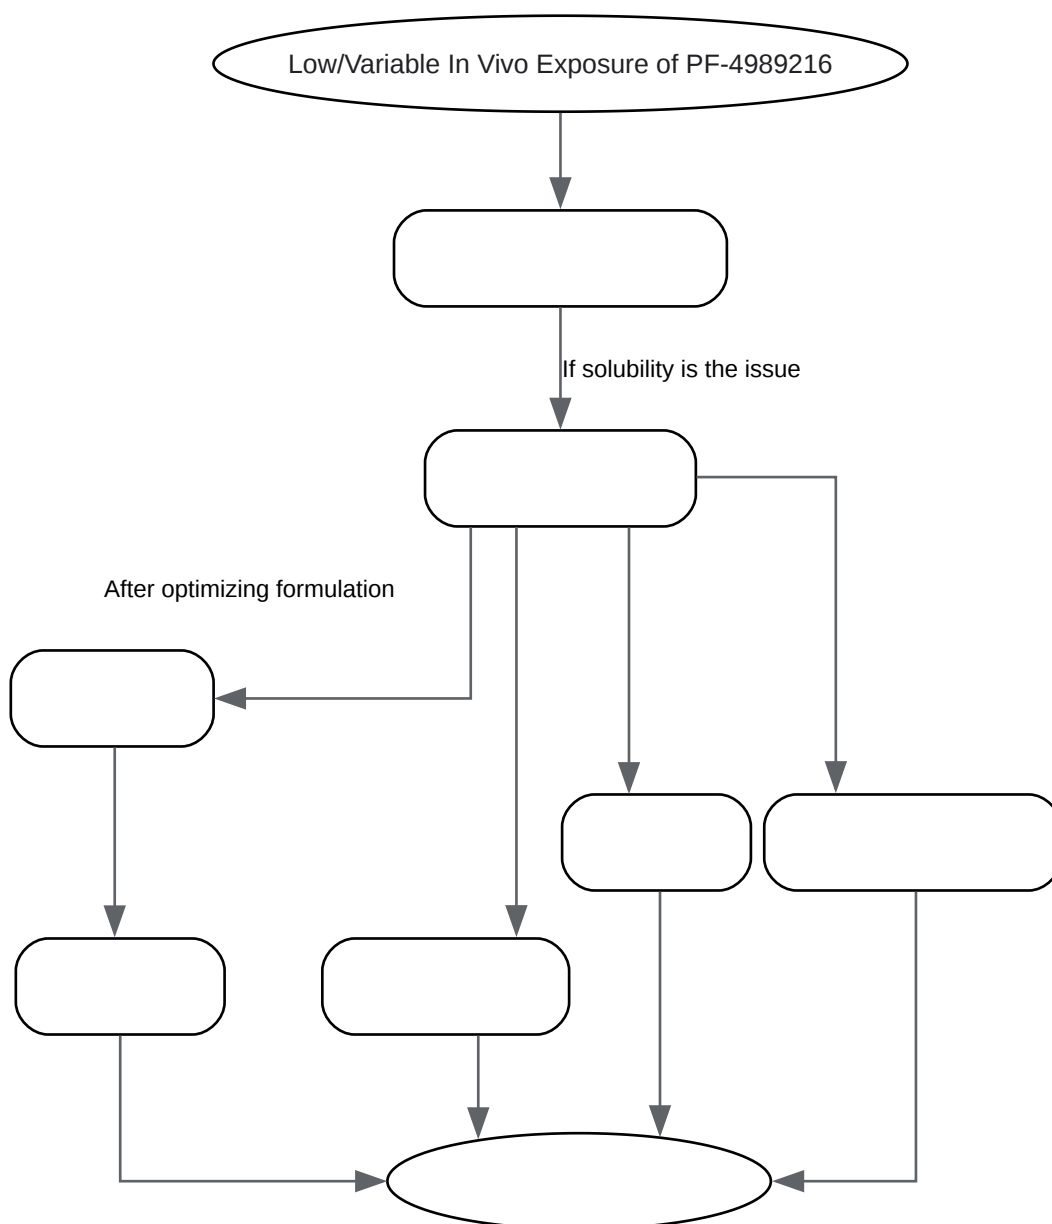 Low/Variable In Vivo Exposure of PF-4989216
If solubility is the issue
After optimizing formulation